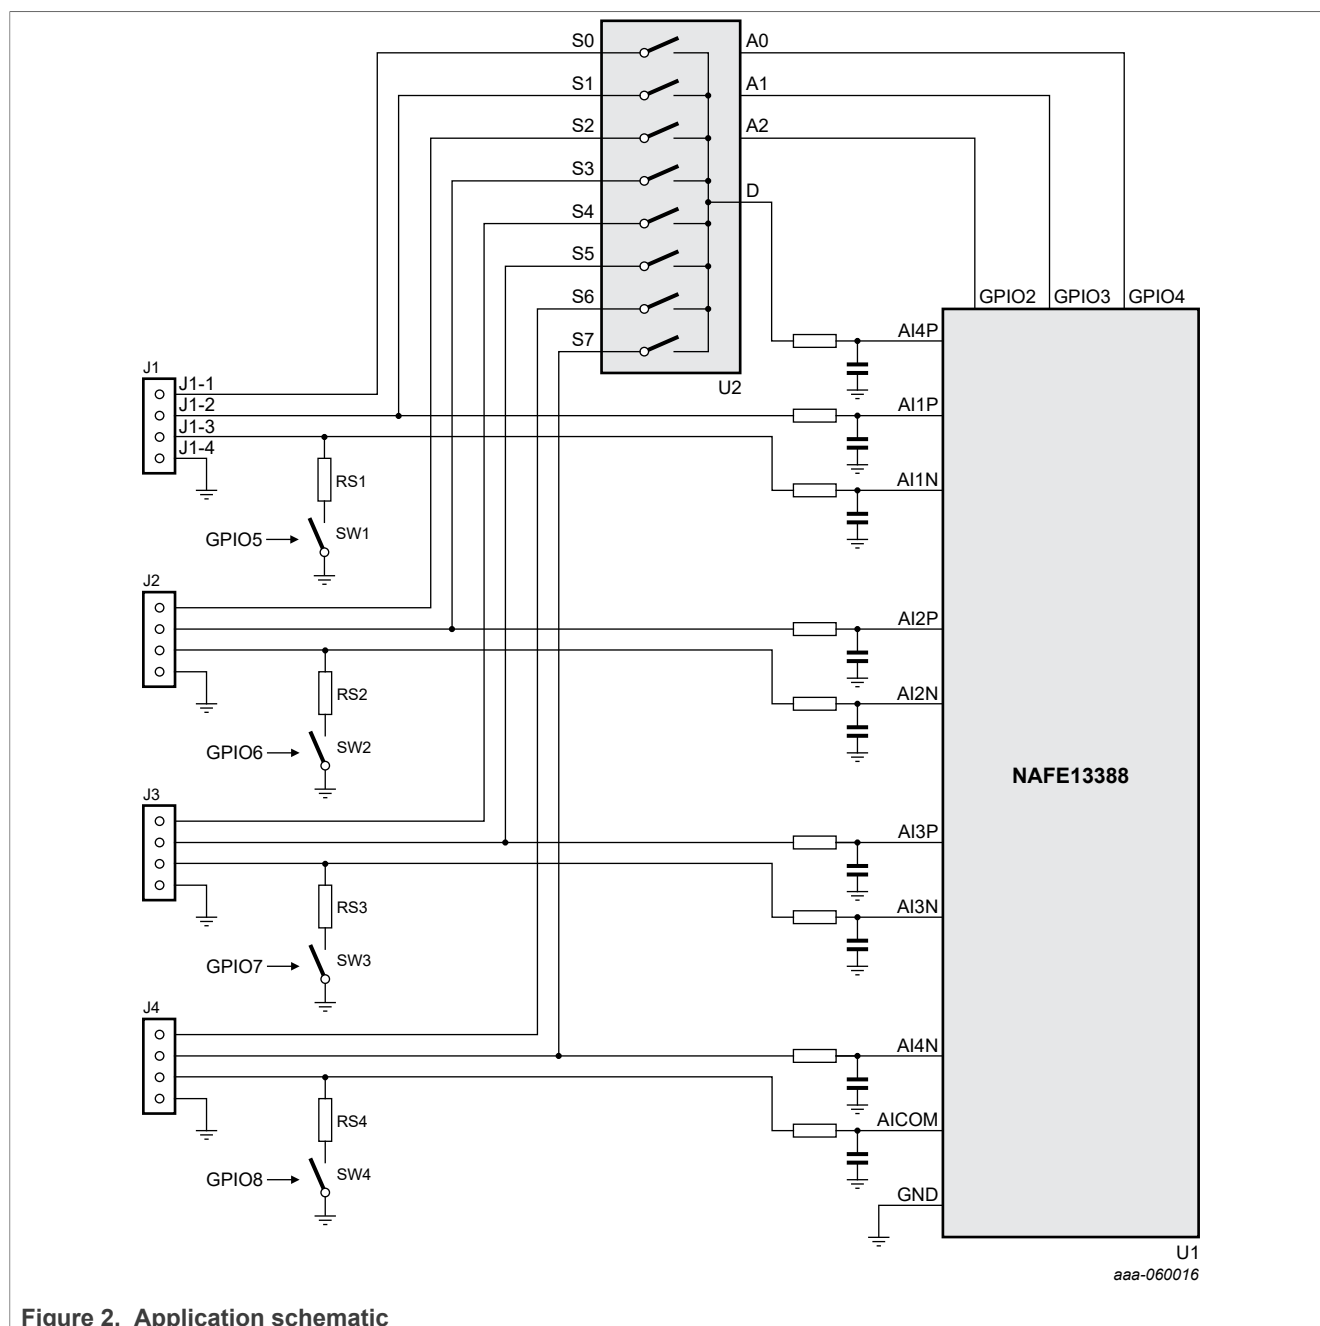 S0
A0
S1
A1
S2
A2
S3
D
S4
S5
S6
GPIO2
GPIO3
GPIO4
S7
AI4P
U2
J1
J1-1
J1-2
AI1P
J1-3
J1-4
RS1
AI1N
GPIO5
SW1
J2
AI2P
RS2
AI2N
GPIO6
SW2
NAFE13388
J3
AI3P
RS3
AI3N
GPIO7
SW3
J4
AI4N
RS4
AICOM
GPIO8
SW4
GND
U1
aaa-060016
Figure 2. Application schematic